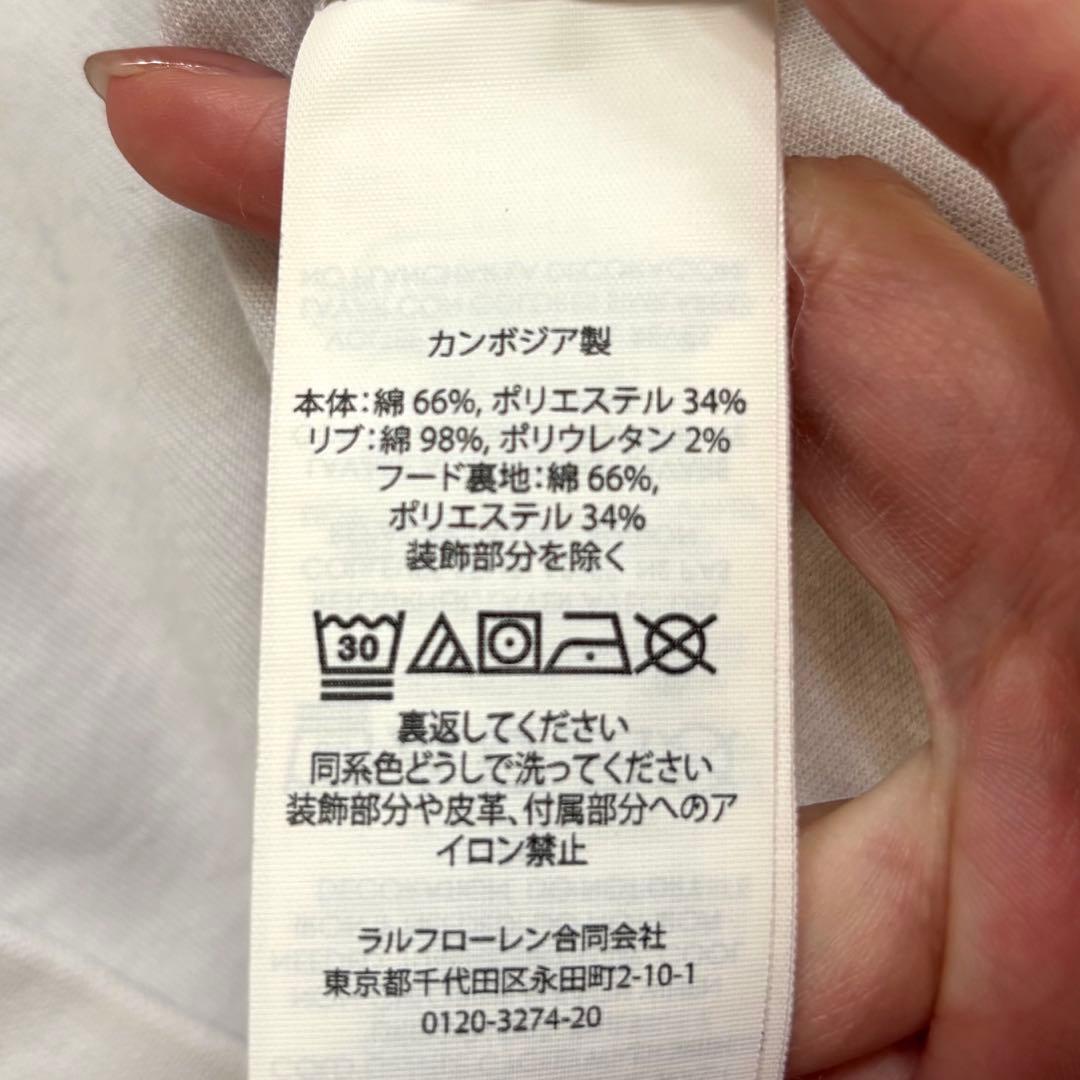 カンボジア製
本体:綿 66%, ポリエステル 34%
リブ:綿 98%, ポリウレタン 2%
フード裏地:綿 66%,
ポリエステル 34%
装飾部分を除く
30
裏返してください
同系色どうしで洗ってください
装飾部分や皮革、付属部分へのア
イロン禁止
ラルフローレン合同会社
東京都千代田区永田町2-10-1
0120-3274-20